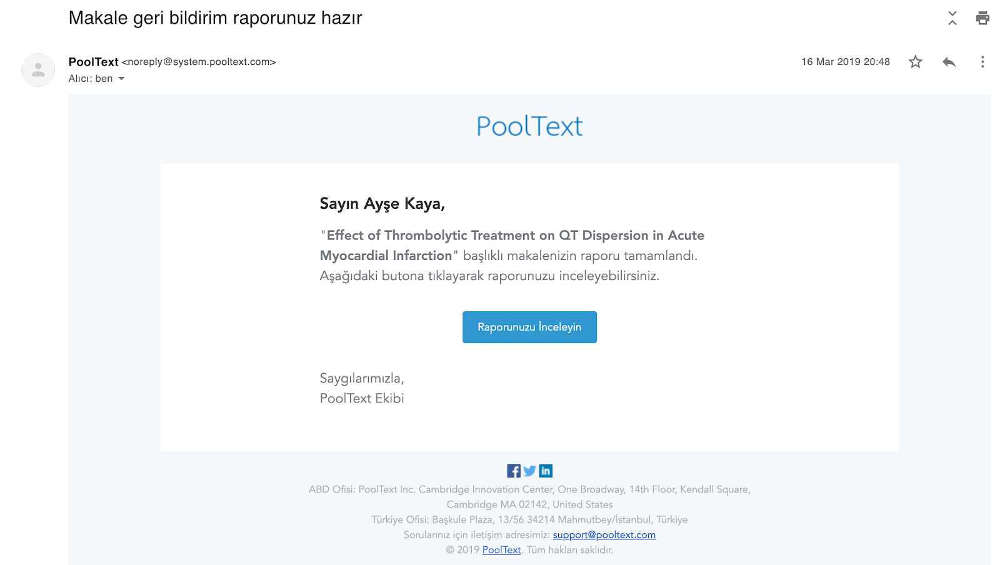 Makale geri bildirim raporunuz hazır
PoolText <noreply@system.pooltext.com>
16 Mar 2019 20:48
Alıcı: ben
PoolText
Sayın Ayşe Kaya,
"Effect of Thrombolytic Treatment on QT Dispersion in Acute
Myocardial Infarction" başlıklı makalenizin raporu tamamlandı.
Aşağıdaki butona tıklayarak raporunuzu inceleyebilirsiniz.
Raporunuzu İnceleyin
Saygılarımızla,
PoolText Ekibi
ABD Ofisi: PoolText Inc. Cambridge Innovation Center, One Broadway, 14th Floor, Kendall Square,
Cambridge MA 02142, United States
Türkiye Ofisi: Başkule Plaza, 13/56 34214 Mahmutbey/İstanbul, Türkiye
Sorularınız için iletişim adresimiz: support@pooltext.com
© 2019 PoolText. Tüm hakları saklıdır.